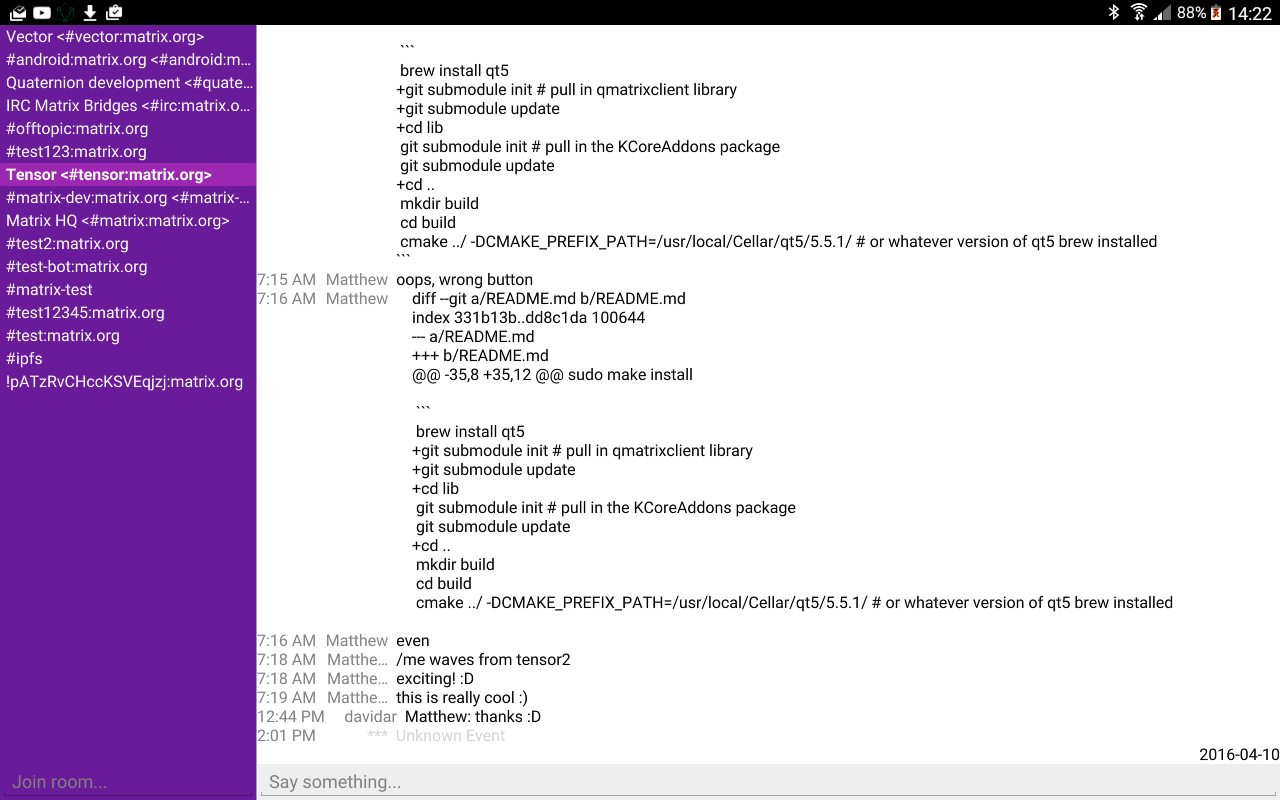 88% 14:22
Vector <#vector:matrix.org>
#android:matrix.org <#android:m...
Quaternion development <#quate...
IRC Matrix Bridges <#irc:matrix.o...
#offtopic:matrix.org
#test123:matrix.org
Tensor <#tensor:matrix.org>
#matrix-dev:matrix.org <#matrix-...
Matrix HQ <#matrix:matrix.org>
#test2:matrix.org
#test-bot:matrix.org
#matrix-test
#test12345:matrix.org
#test:matrix.org
#ipfs
!pATzRvCHccKSVEqjzj:matrix.org
Join room...
```
brew install qt5
+git submodule init # pull in qmatrixclient library
+git submodule update
+cd lib
git submodule init # pull in the KCoreAddons package
git submodule update
+cd ..
mkdir build
cd build
cmake ../ -DCMAKE_PREFIX_PATH=/usr/local/Cellar/qt5/5.5.1/ # or whatever version of qt5 brew installed
```
7:15 AM Matthew oops, wrong button
7:16 AM Matthew diff --git a/README.md b/README.md
index 331b13b..dd8c1da 100644
--- a/README.md
+++ b/README.md
@@ -35,8 +35,12 @@ sudo make install
```
brew install qt5
+git submodule init # pull in qmatrixclient library
+git submodule update
+cd lib
git submodule init # pull in the KCoreAddons package
git submodule update
+cd ..
mkdir build
cd build
cmake ../ -DCMAKE_PREFIX_PATH=/usr/local/Cellar/qt5/5.5.1/ # or whatever version of qt5 brew installed
7:16 AM Matthew even
7:18 AM Matthe... /me waves from tensor2
7:18 AM Matthe... exciting! :D
7:19 AM Matthe... this is really cool :)
12:44 PM davidar Matthew: thanks :D
2:01 PM *** Unknown Event
2016-04-10
Say something...